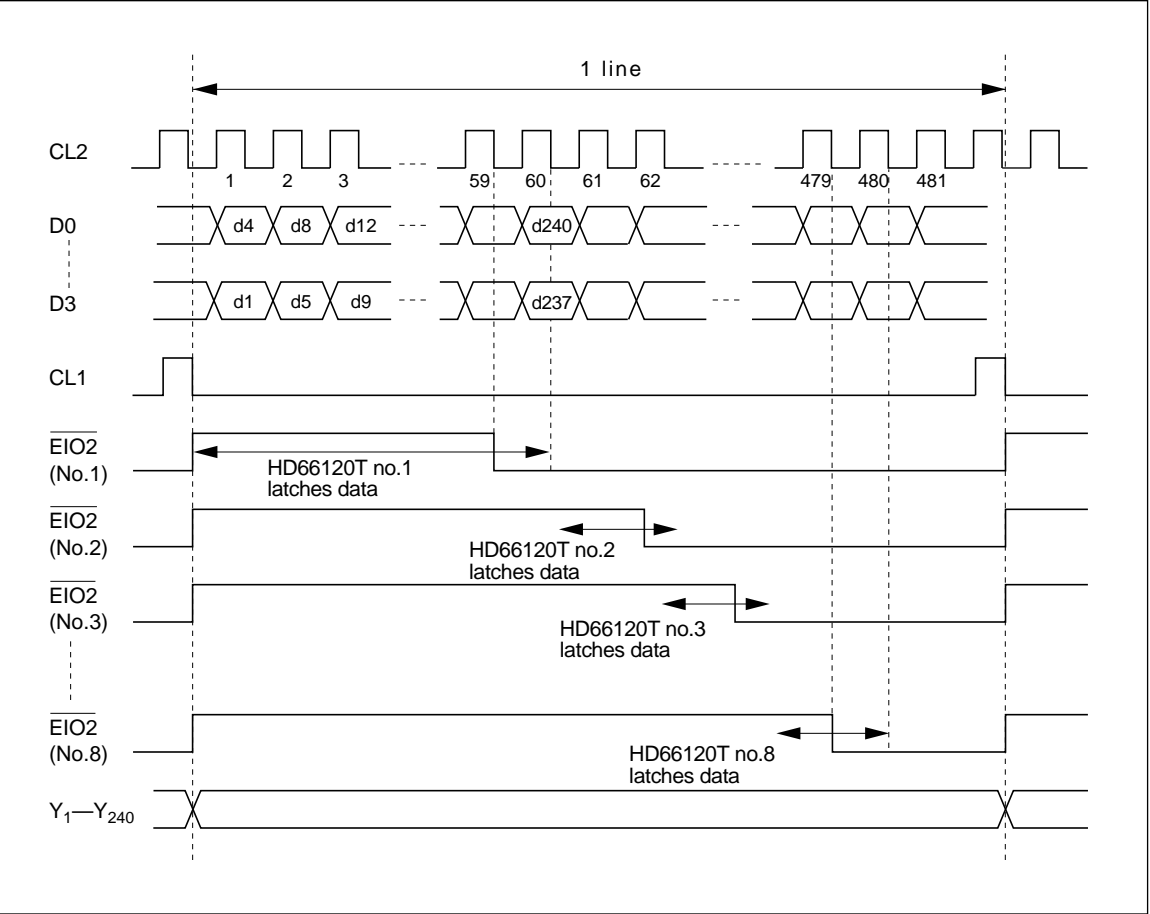 1 line
CL2
1 2 3 59 60 61 62 479 480 481
D0 d4 d8 d12 d240
D3 d1 d5 d9 d237
CL1
EIO2
(No.1)
HD66120T no.1
latches data
EIO2
(No.2)
HD66120T no.2
latches data
EIO2
(No.3)
HD66120T no.3
latches data
EIO2
(No.8)
HD66120T no.8
latches data
Y1—Y240